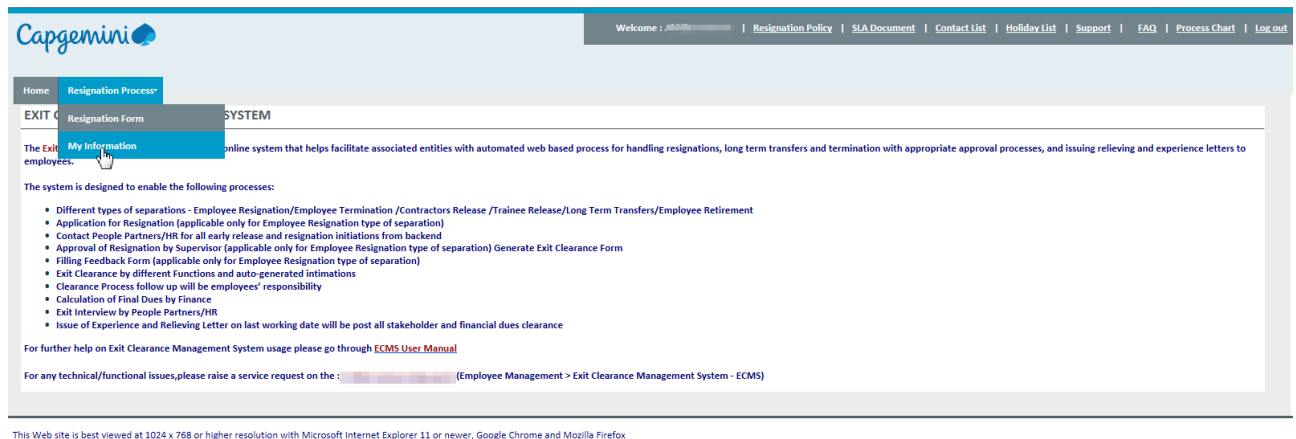 Capgemini
Welcome : | Resignation Policy | SLA Document | Contact List | Holiday List | Support | FAQ | Process Chart | Log out
Home Resignation Process
Resignation Form
My Information
EXIT SYSTEM
The Exit online system that helps facilitate associated entities with automated web based process for handling resignations, long term transfers and termination with appropriate approval processes, and issuing relieving and experience letters to
employees.
The system is designed to enable the following processes:
• Different types of separations - Employee Resignation/Employee Termination /Contractors Release /Trainee Release/Long Term Transfers/Employee Retirement
• Application for Resignation (applicable only for Employee Resignation type of separation)
• Contact People Partners/HR for all early release and resignation initiations from backend
• Approval of Resignation by Supervisor (applicable only for Employee Resignation type of separation) Generate Exit Clearance Form
• Filling Feedback Form (applicable only for Employee Resignation type of separation)
• Exit Clearance by different Functions and auto-generated intimations
• Clearance Process follow up will be employees' responsibility
• Calculation of Final Dues by Finance
• Exit Interview by People Partners/HR
• Issue of Experience and Relieving Letter on last working date will be post all stakeholder and financial dues clearance
For further help on Exit Clearance Management System usage please go through ECMS User Manual
For any technical/functional issues,please raise a service request on the : (Employee Management > Exit Clearance Management System - ECMS)
This Web site is best viewed at 1024 x 768 or higher resolution with Microsoft Internet Explorer 11 or newer, Google Chrome and Mozilla Firefox